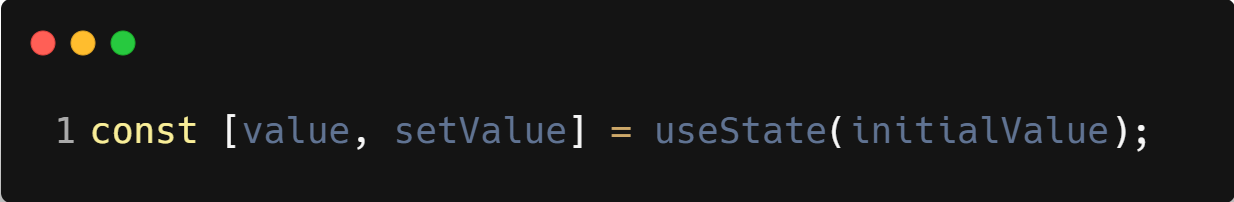 1 const [value, setValue] = useState(initialValue);